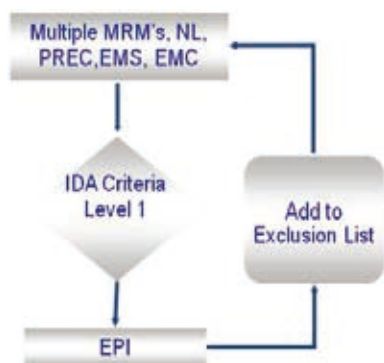 Multiple MRM's, NL,
PREC,EMS, EMC
IDA Criteria
Level 1
Add to
Exclusion List
EPI